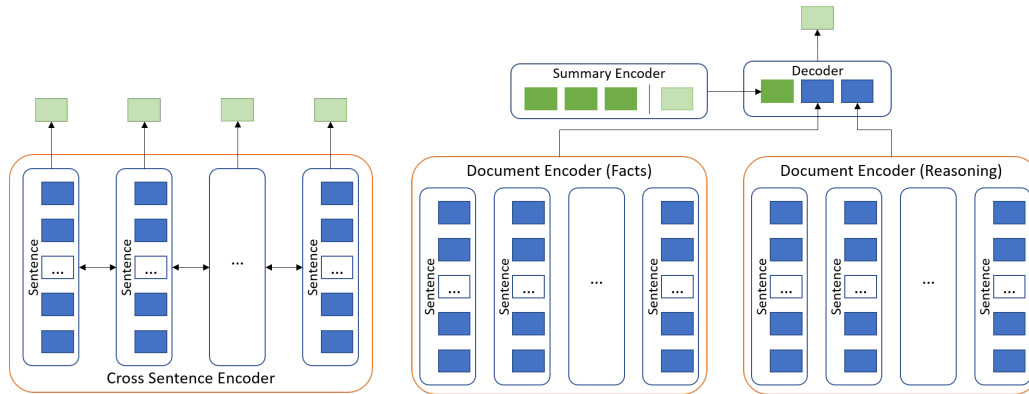 Sentence
...
Sentence
...
...
Sentence
...
Cross Sentence Encoder
Summary Encoder
Decoder
Document Encoder (Facts)
Sentence
...
Sentence
...
...
Sentence
...
Document Encoder (Reasoning)
Sentence
...
Sentence
...
...
Sentence
...